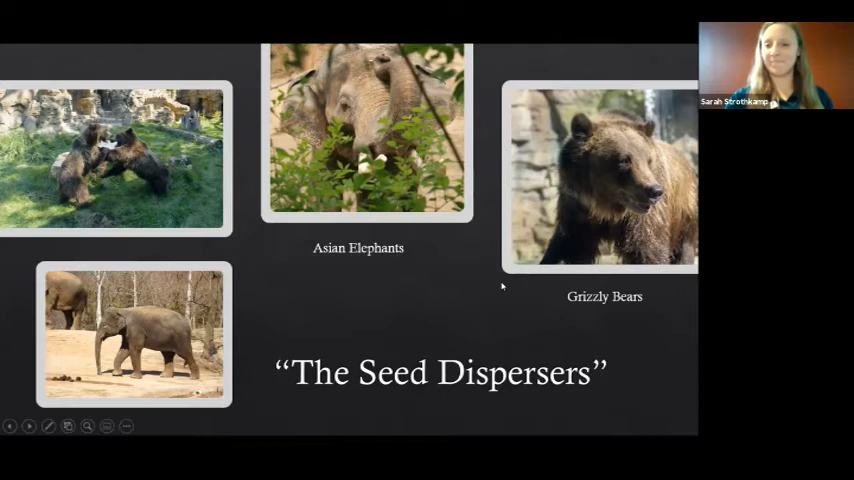 Sarah Strothkamp
Asian Elephants
Grizzly Bears
“The Seed Dispersers”